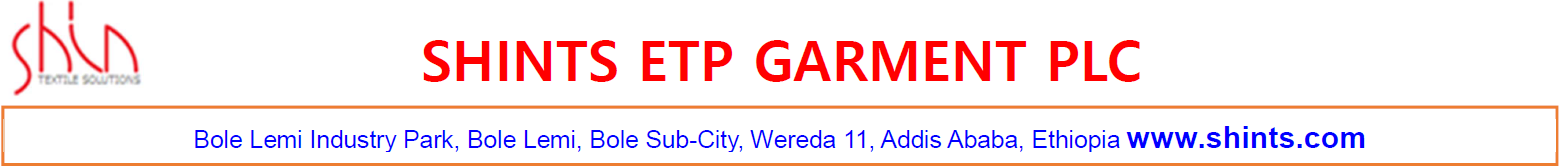 shin
TEXTILE SOLUTIONS
SHINTS ETP GARMENT PLC
Bole Lemi Industry Park, Bole Lemi, Bole Sub-City, Wereda 11, Addis Ababa, Ethiopia www.shints.com